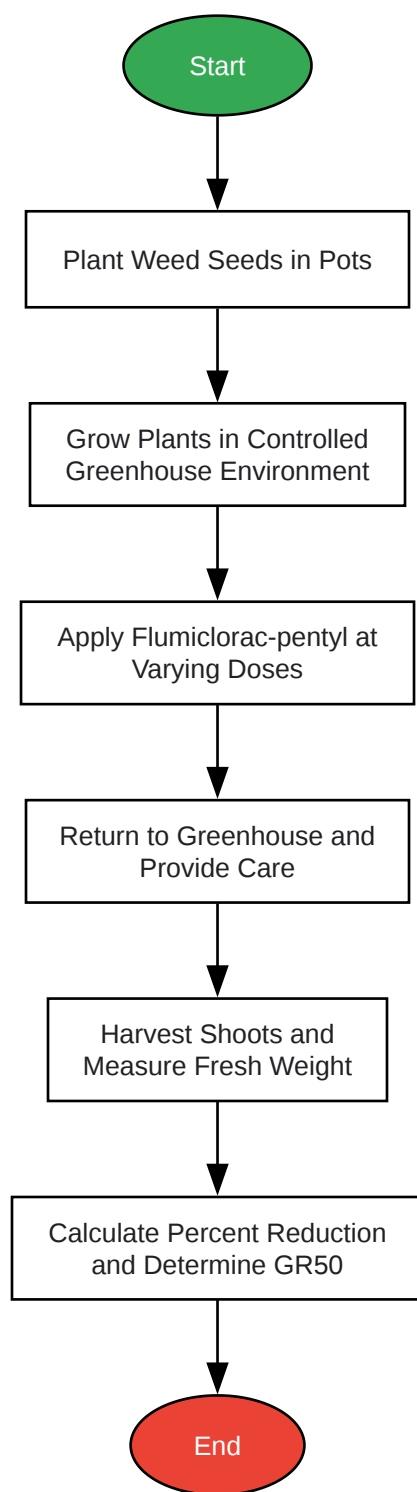 Start
Plant Weed Seeds in Pots
Grow Plants in Controlled
Greenhouse Environment
Apply Flumiclorac-pentyl at
Varying Doses
Return to Greenhouse and
Provide Care
Harvest Shoots and
Measure Fresh Weight
Calculate Percent Reduction
and Determine GR50
End